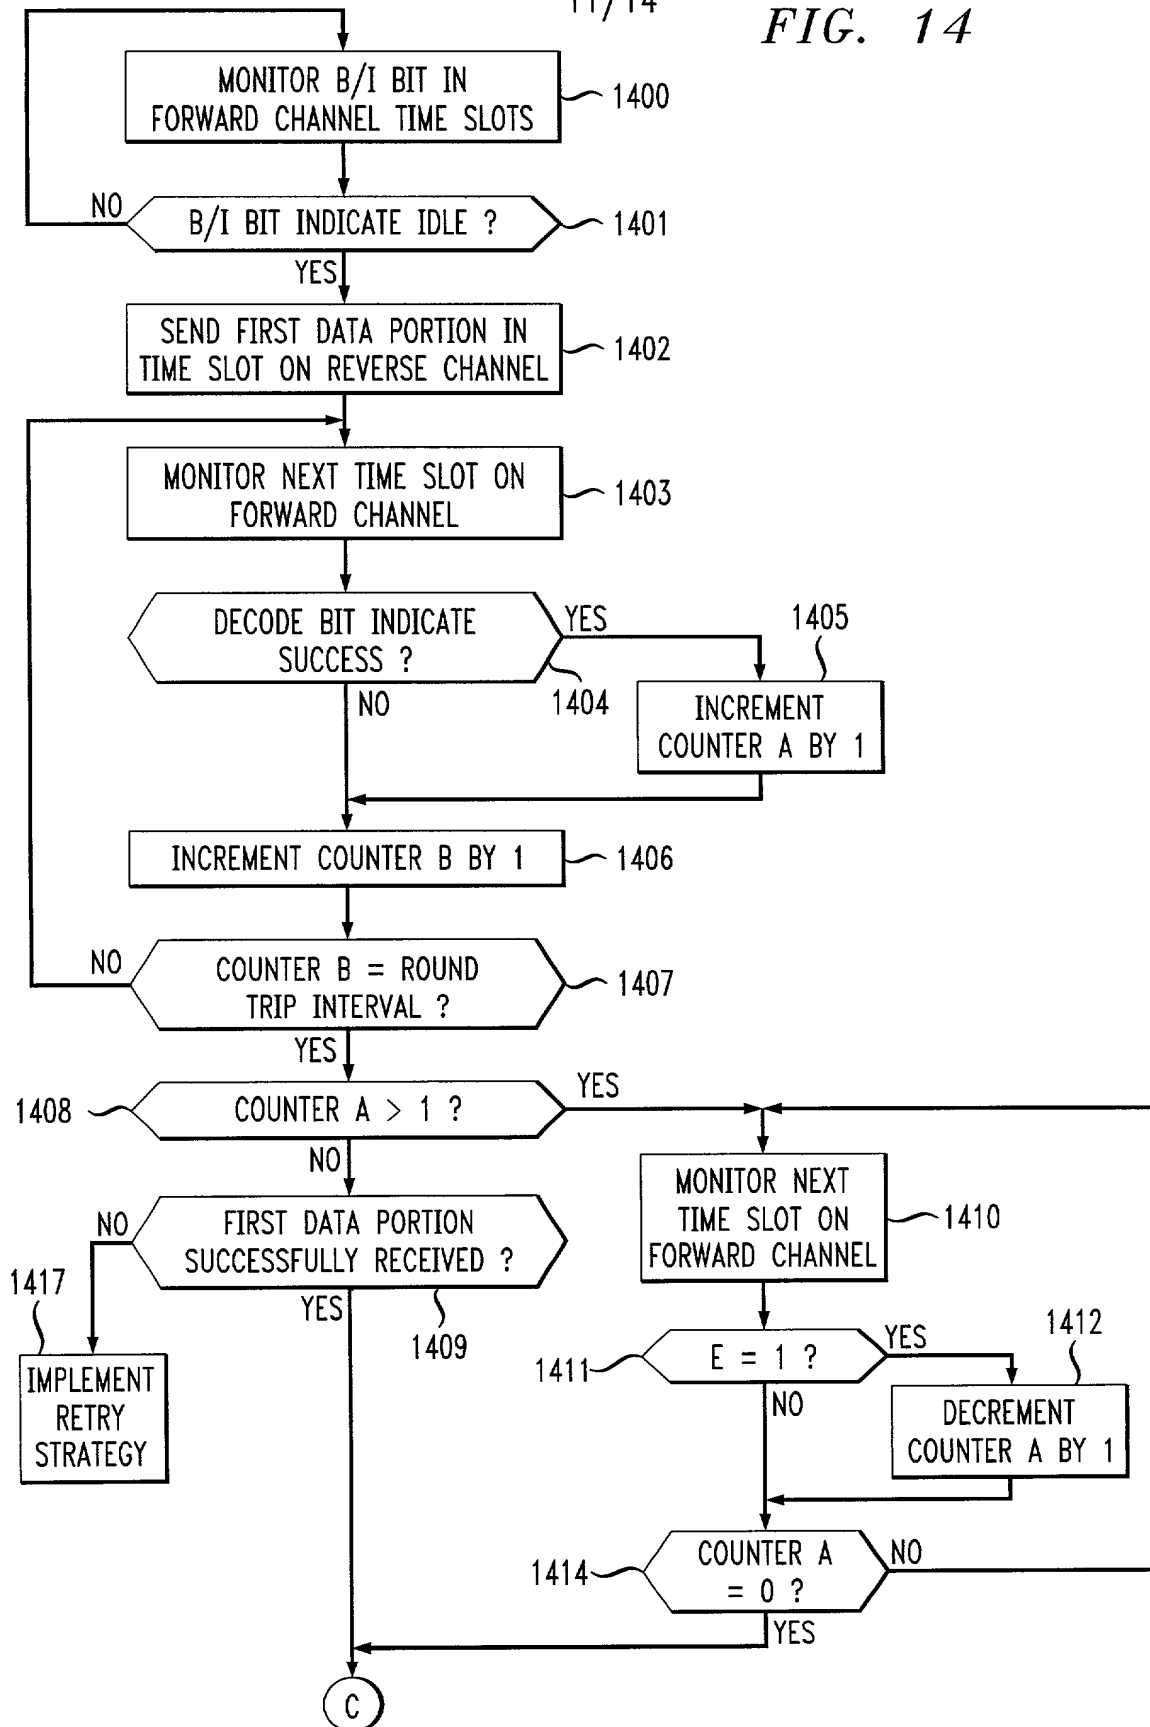 11/14
FIG. 14
MONITOR B/I BIT IN
FORWARD CHANNEL TIME SLOTS
1400
NO
B/I BIT INDICATE IDLE ?
1401
YES
SEND FIRST DATA PORTION IN
TIME SLOT ON REVERSE CHANNEL
1402
MONITOR NEXT TIME SLOT ON
FORWARD CHANNEL
1403
DECODE BIT INDICATE
SUCCESS ?
YES
1404
NO
1405
INCREMENT
COUNTER A BY 1
INCREMENT COUNTER B BY 1
1406
NO
COUNTER B = ROUND
TRIP INTERVAL ?
1407
YES
1408
COUNTER A > 1 ?
YES
NO
NO
FIRST DATA PORTION
SUCCESSFULLY RECEIVED ?
1409
YES
1417
IMPLEMENT
RETRY
STRATEGY
MONITOR NEXT
TIME SLOT ON
FORWARD CHANNEL
1410
1411
E = 1 ?
YES
NO
1412
DECREMENT
COUNTER A BY 1
1414
COUNTER A
= 0 ?
NO
YES
C